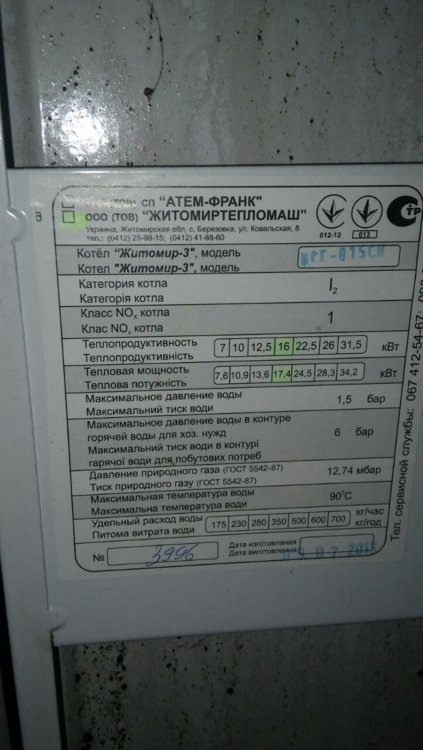 СП "АТЕМ-ФРАНК"
ООО (ТОВ) "ЖИТОМИРТЕПЛОМАШ"
Украина, Житомирская обл, с. Березовка, ул. Ковальская, 8
тел.: (0412) 25-99-15; (0412) 41-88-60
012-12
013
ТР
В
Котёл "Житомир-3", модель
Котел "Житомир-3", модель
Категория котла
Категорія котла
I2
Класс NOx котла
Клас NOx котла
1
Теплопродуктивность
Теплопродуктивність
7 10 12,5 16 22,5 26 31,5 кВт
Тепловая мощность
Теплова потужність
7,6 10,9 13,6 17,4 24,5 28,3 34,2 кВт
Максимальное давление воды
Максимальний тиск води
1,5 бар
Максимальное давление воды в контуре
горячей воды для хоз. нужд
Максимальний тиск води в контурі
гарячої води для побутових потреб
6 бар
Давление природного газа (ГОСТ 5542-87)
Тиск природного газу (ГОСТ 5542-87)
12,74 мбар
Максимальная температура воды
Максимальна температура води
90°С
Удельный расход воды
Питома витрата води
175 230 280 350 500 600 700 кг/час
кг/год
№ 3996
Дата изготовления
Дата виготовлення
Тел. сервисной службы: 067 412-54-67